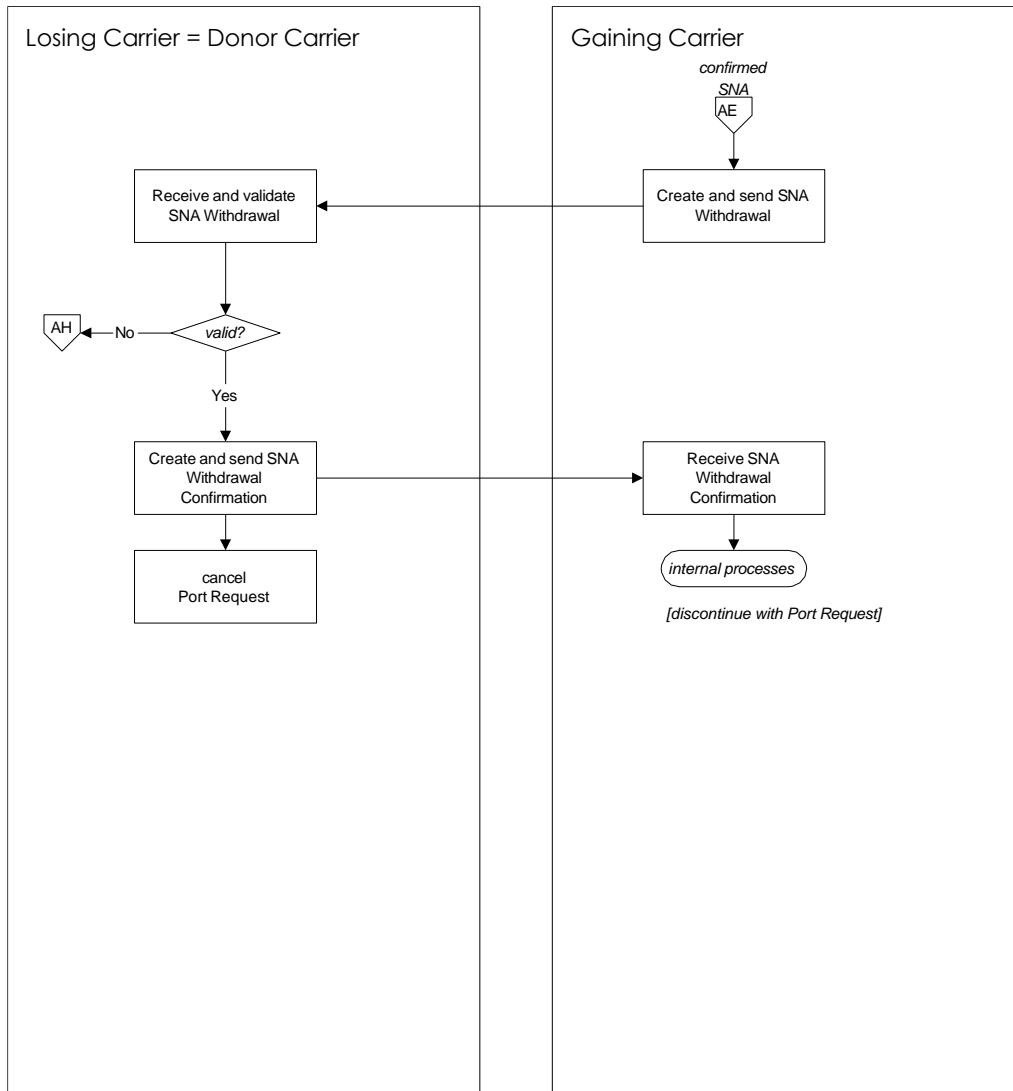 Losing Carrier = Donor Carrier
Gaining Carrier
confirmed
SNA
AE
Receive and validate
SNA Withdrawal
Create and send SNA
Withdrawal
AH
No
valid?
Yes
Create and send SNA
Withdrawal
Confirmation
Receive SNA
Withdrawal
Confirmation
cancel
Port Request
internal processes
[discontinue with Port Request]